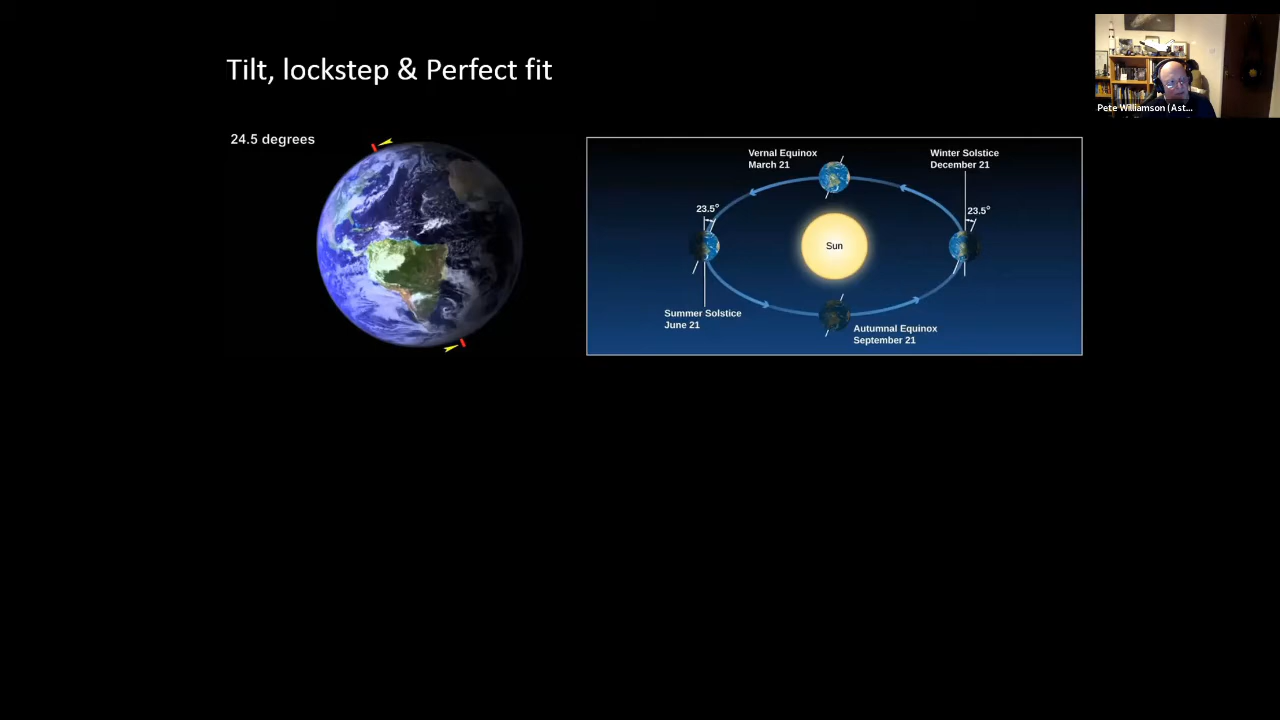 Tilt, lockstep & Perfect fit
Pete Williamson (Ast...
24.5 degrees
Vernal Equinox
March 21
Winter Solstice
December 21
23.5°
23.5°
Sun
Summer Solstice
June 21
Autumnal Equinox
September 21